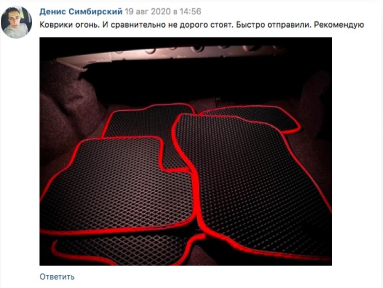 Денис Симбирский 19 авг 2020 в 14:56
Коврики огонь. И сравнительно не дорого стоят. Быстро отправили. Рекомендую
Ответить